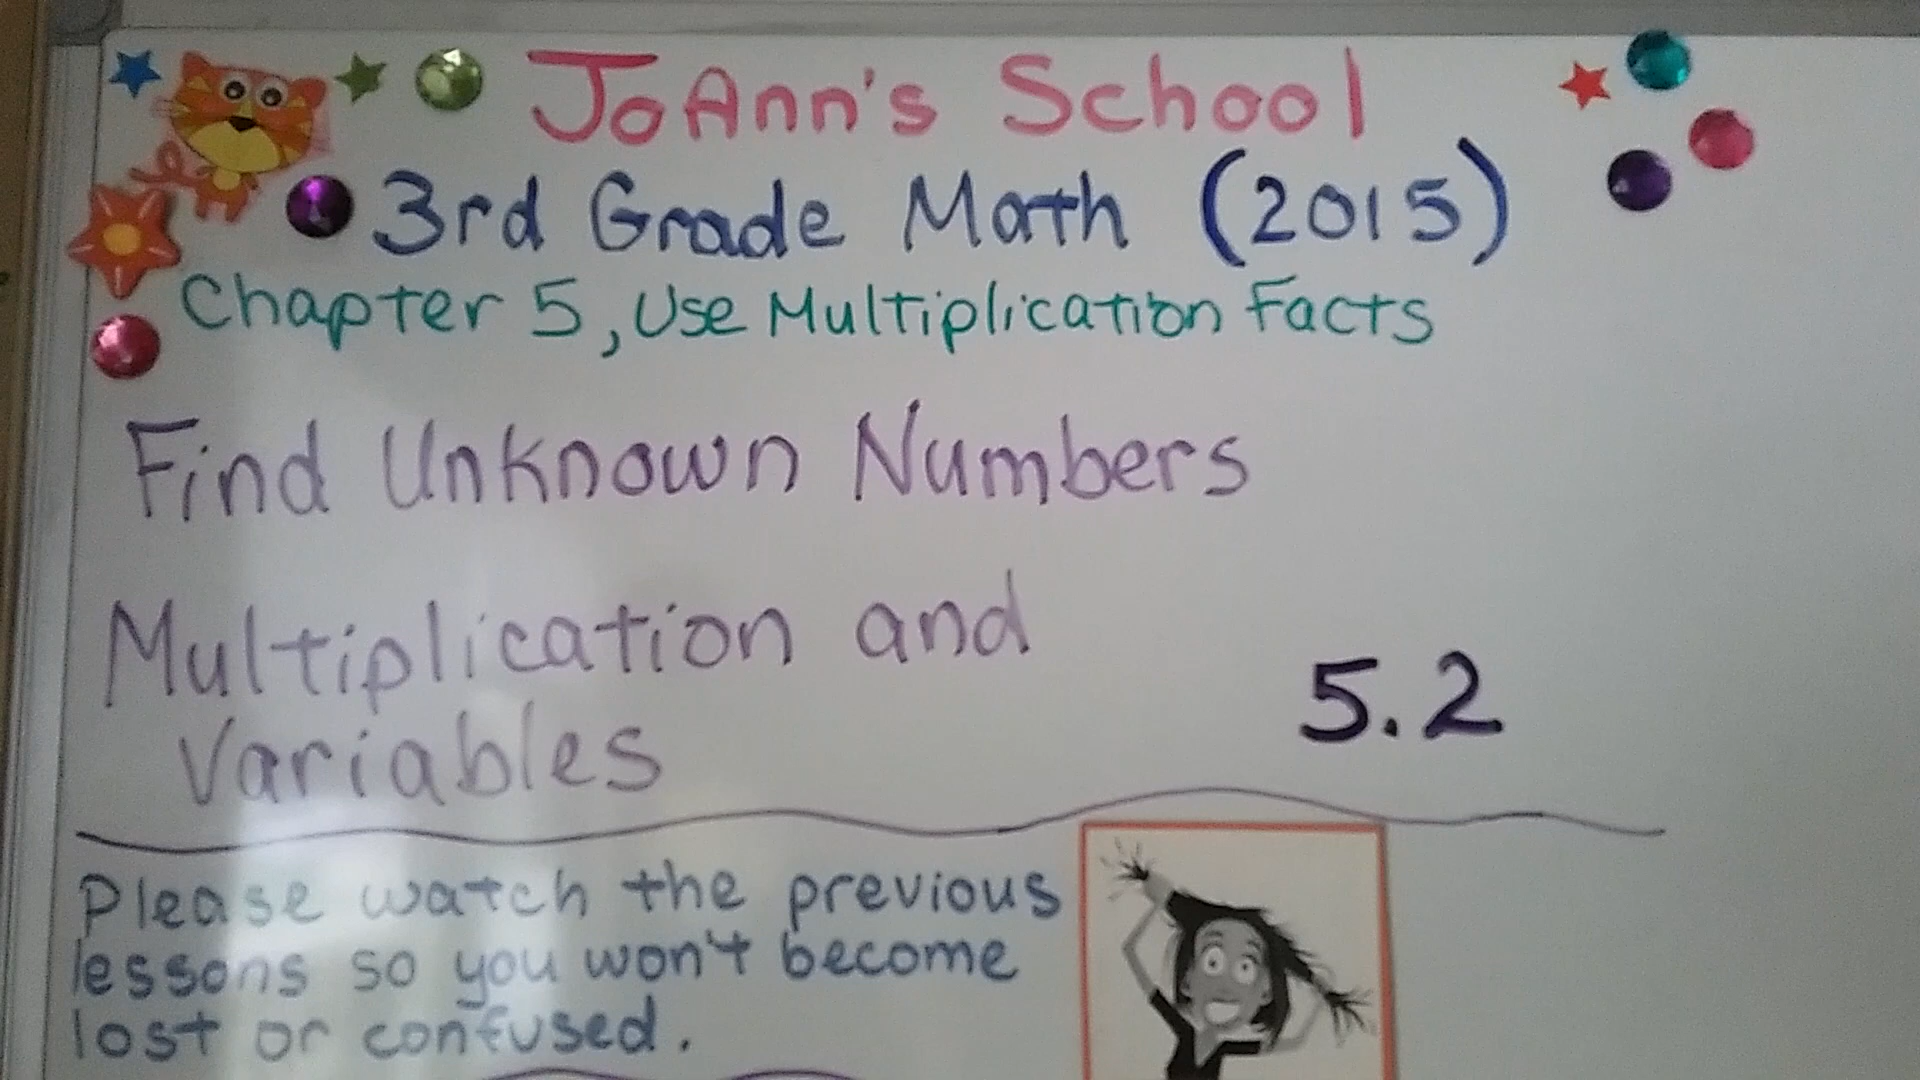 JoAnn's School
3rd Grade Math (2015)
Chapter 5, Use Multiplication Facts
Find Unknown Numbers
Multiplication and
Variables
5.2
Please watch the previous
lessons so you won't become
lost or confused.